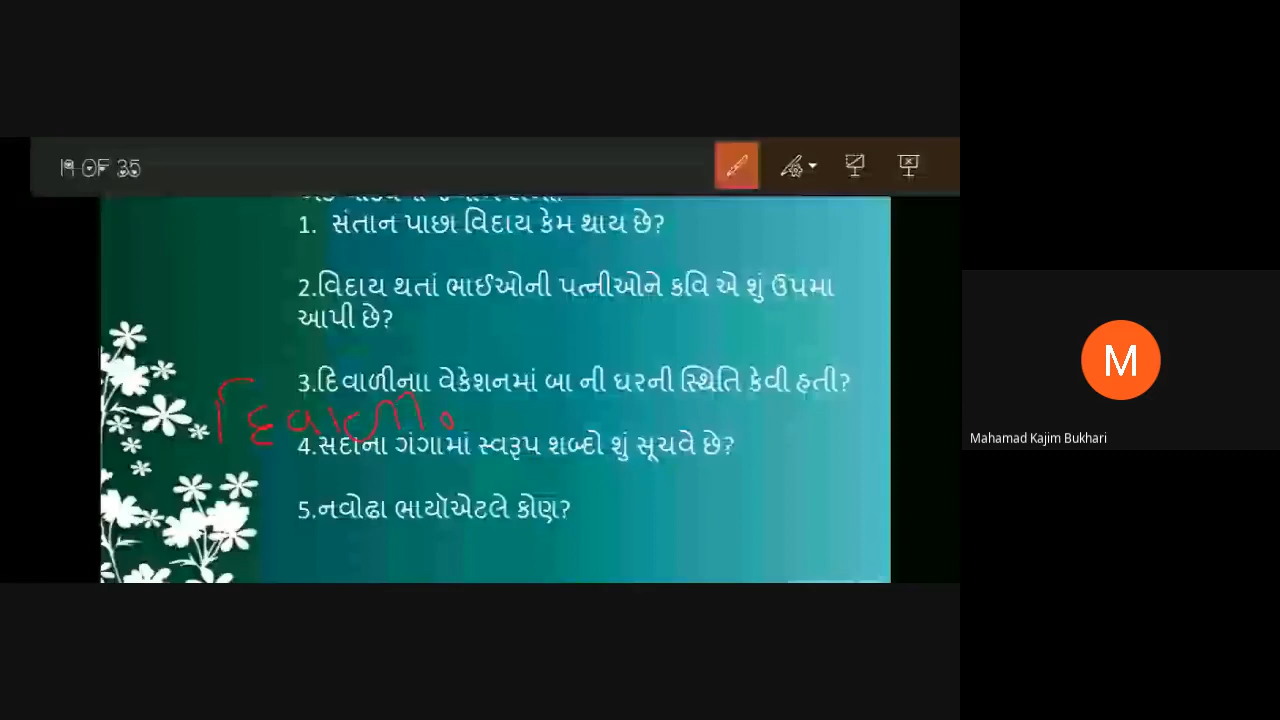 19 OF 35
1. સંતાન પાછા વિદાય કેમ થાય છે?
2.વિદાય થતાં ભાઈઓની પત્નીઓને કવિ એ શું ઉપમા
આપી છે?
3.દિવાળીનાા વેકેશનમાં બા ની ઘરની સ્થિતિ કેવી હતી?
4.સદાના ગંગામાં સ્વરૂપ શબ્દો શું સૂચવે છે?
5.નવોઢા ભાર્યાએટલે કોણ?
M
Mahamad Kajim Bukhari